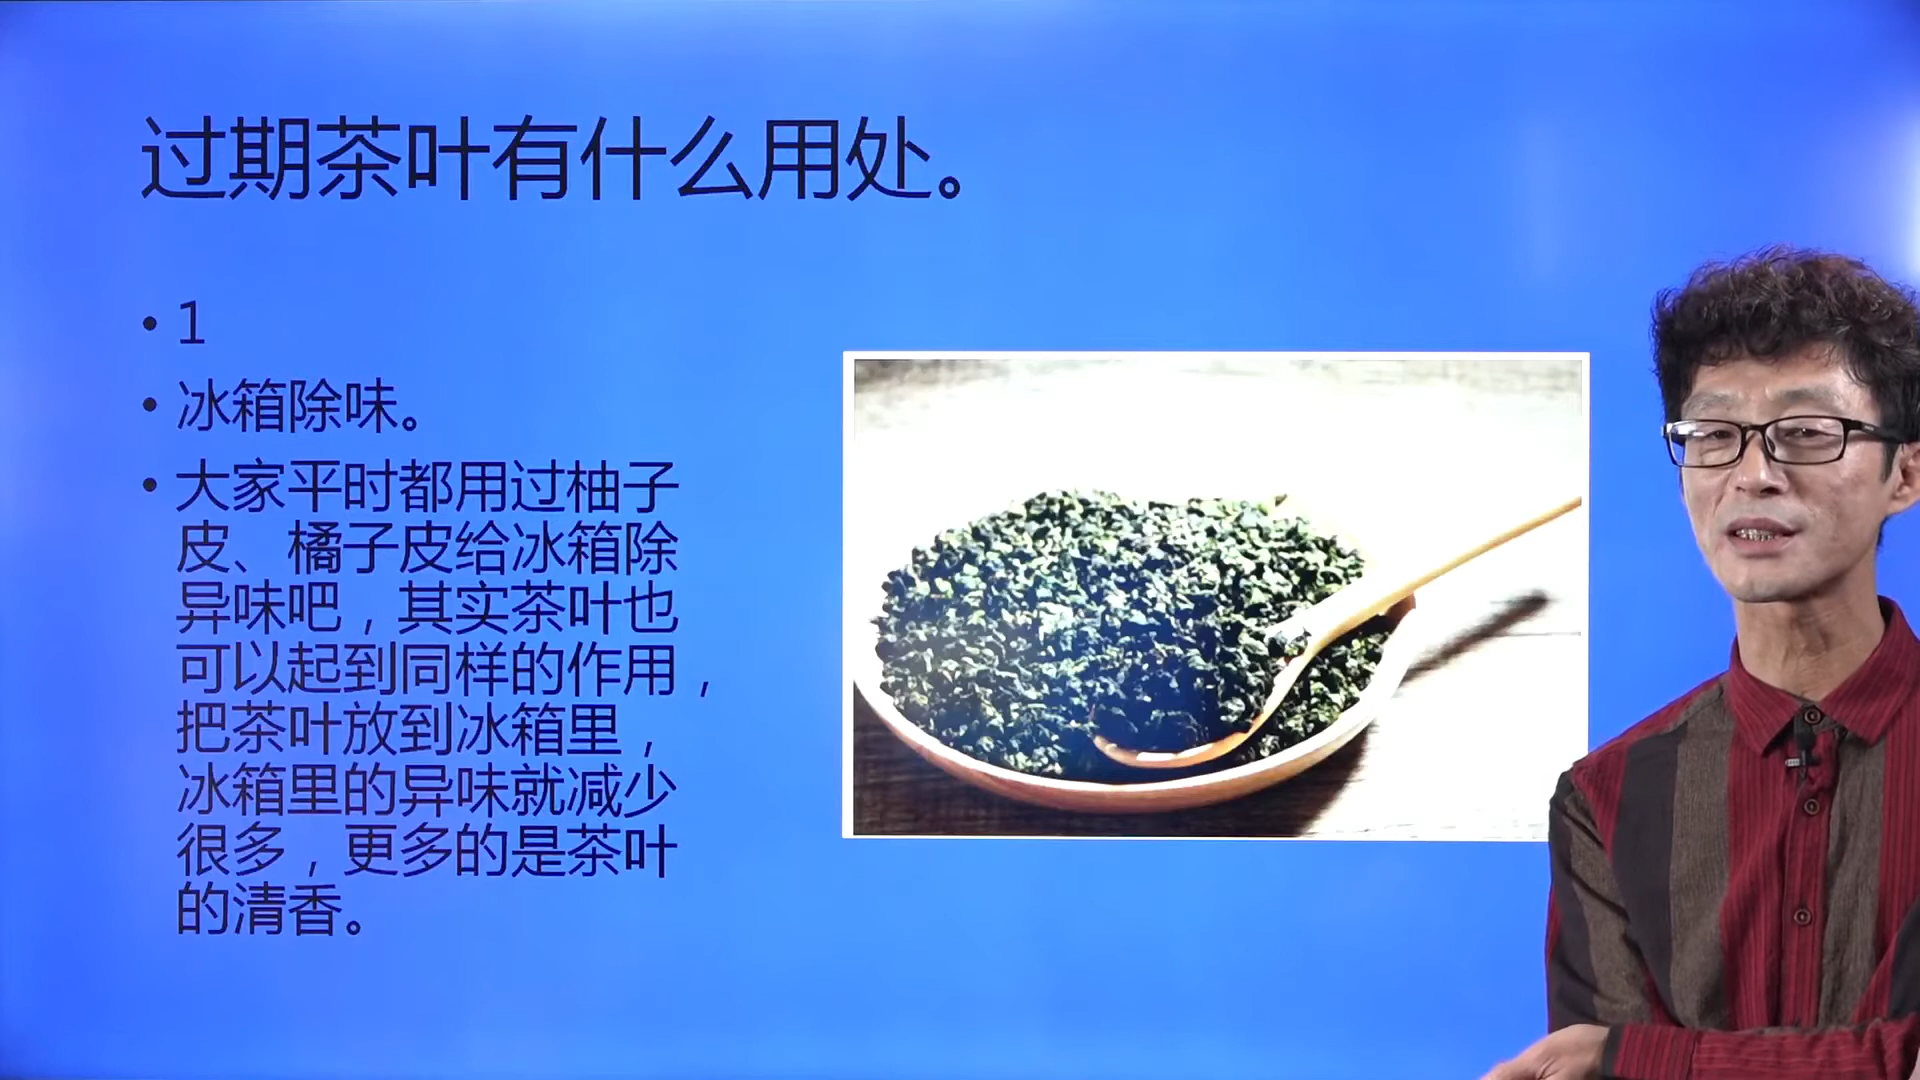 过期茶叶有什么用处。
• 1
• 冰箱除味。
• 大家平时都用过柚子
皮、橘子皮给冰箱除
异味吧，其实茶叶也
可以起到同样的作用，
把茶叶放到冰箱里，
冰箱里的异味就减少
很多，更多的是茶叶
的清香。